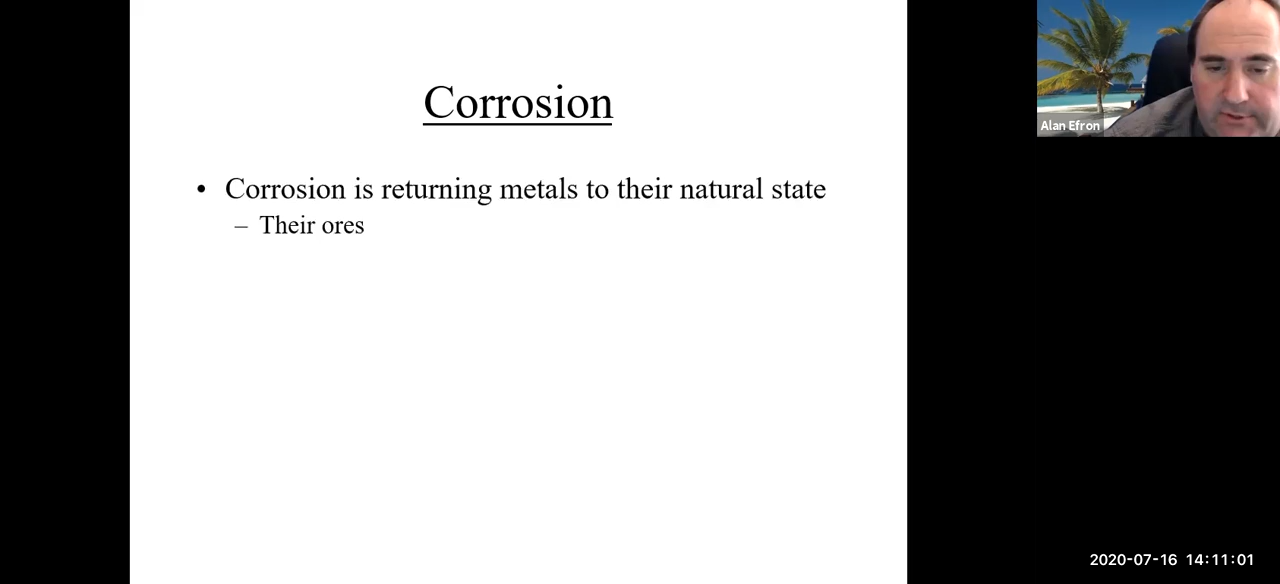 Corrosion
• Corrosion is returning metals to their natural state
– Their ores
Alan Efron
2020-07-16 14:11:01